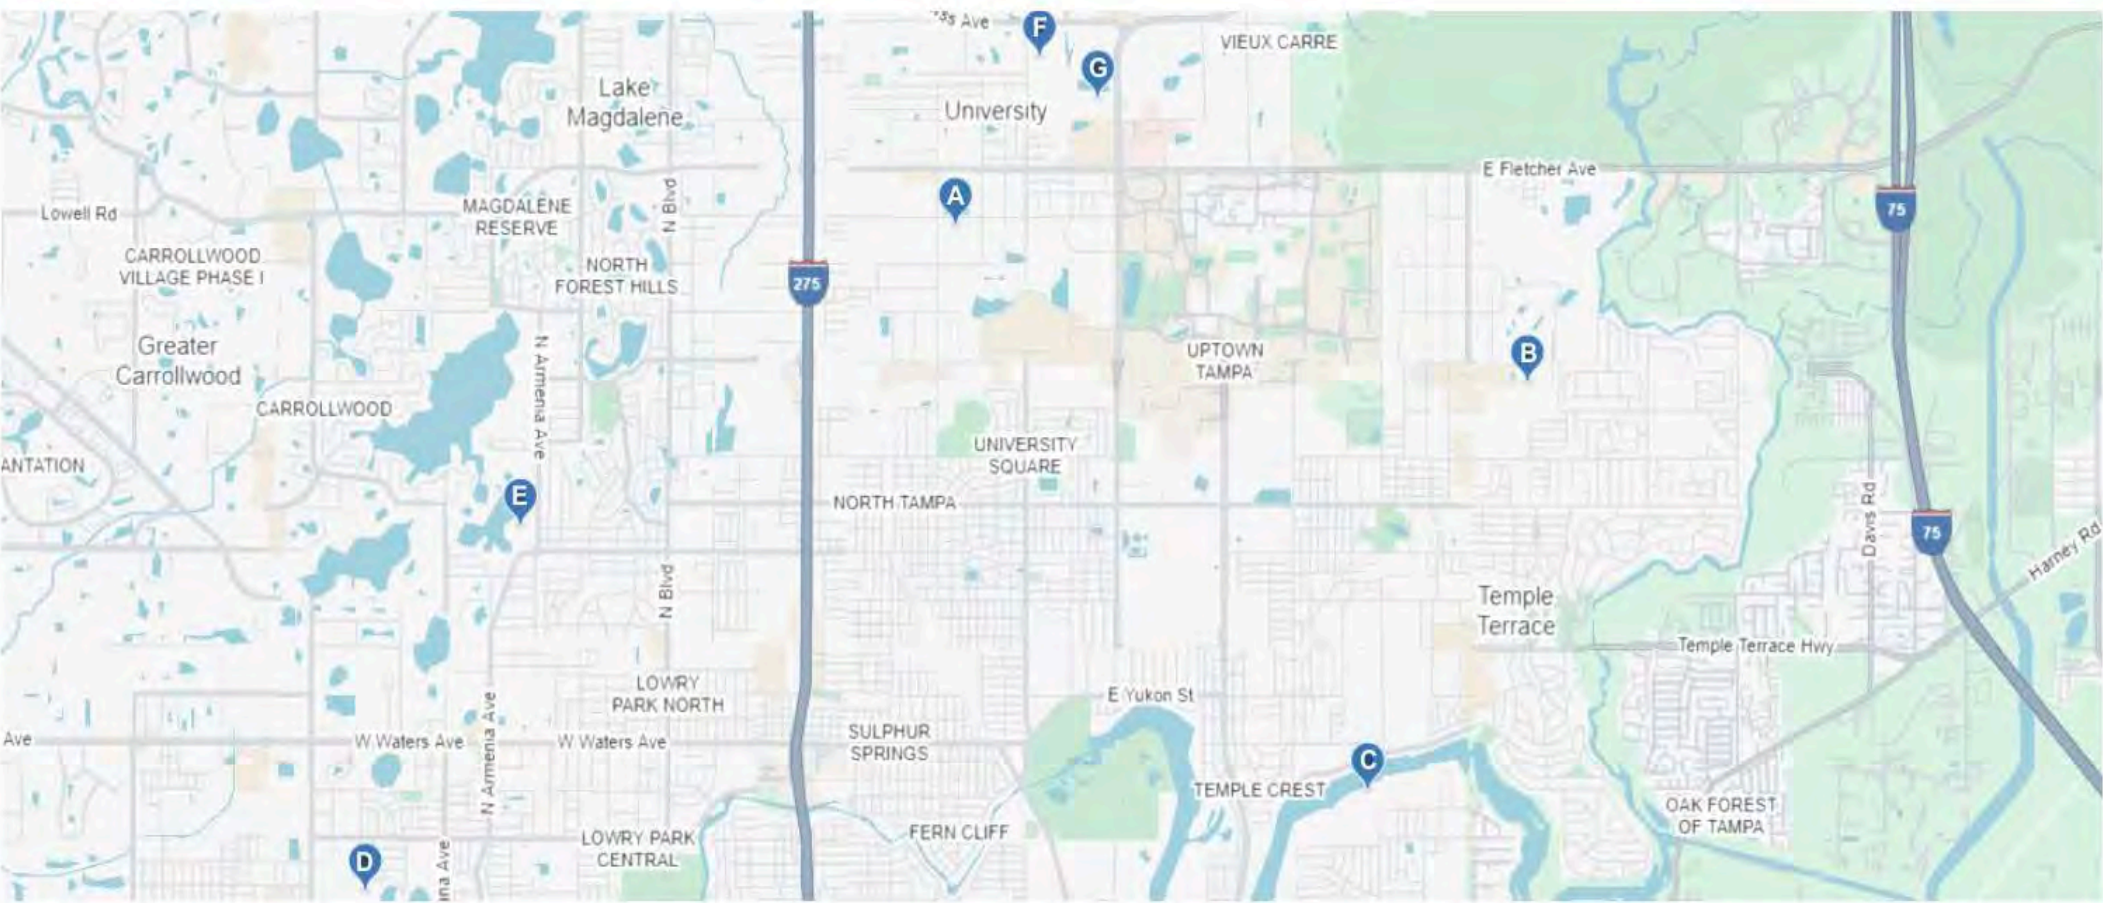 ss Ave
F
VIEUX CARRE
G
Lake
Magdalene
University
E Fletcher Ave
A
Lowell Rd
MAGDALENE
RESERVE
N Blvd
75
CARROLLWOOD
VILLAGE PHASE I
NORTH
FOREST HILLS
275
Greater
Carrollwood
N Armenia Ave
UPTOWN
TAMPA
B
CARROLLWOOD
UNIVERSITY
SQUARE
ANTATION
E
NORTH TAMPA
Davis Rd
75
Harney Rd
N Blvd
Temple
Terrace
Temple Terrace Hwy
LOWRY
PARK NORTH
E Yukon St
N Armenia Ave
Ave
W Waters Ave
W Waters Ave
SULPHUR
SPRINGS
C
TEMPLE CREST
OAK FOREST
OF TAMPA
FERN CLIFF
LOWRY PARK
CENTRAL
D
na Ave